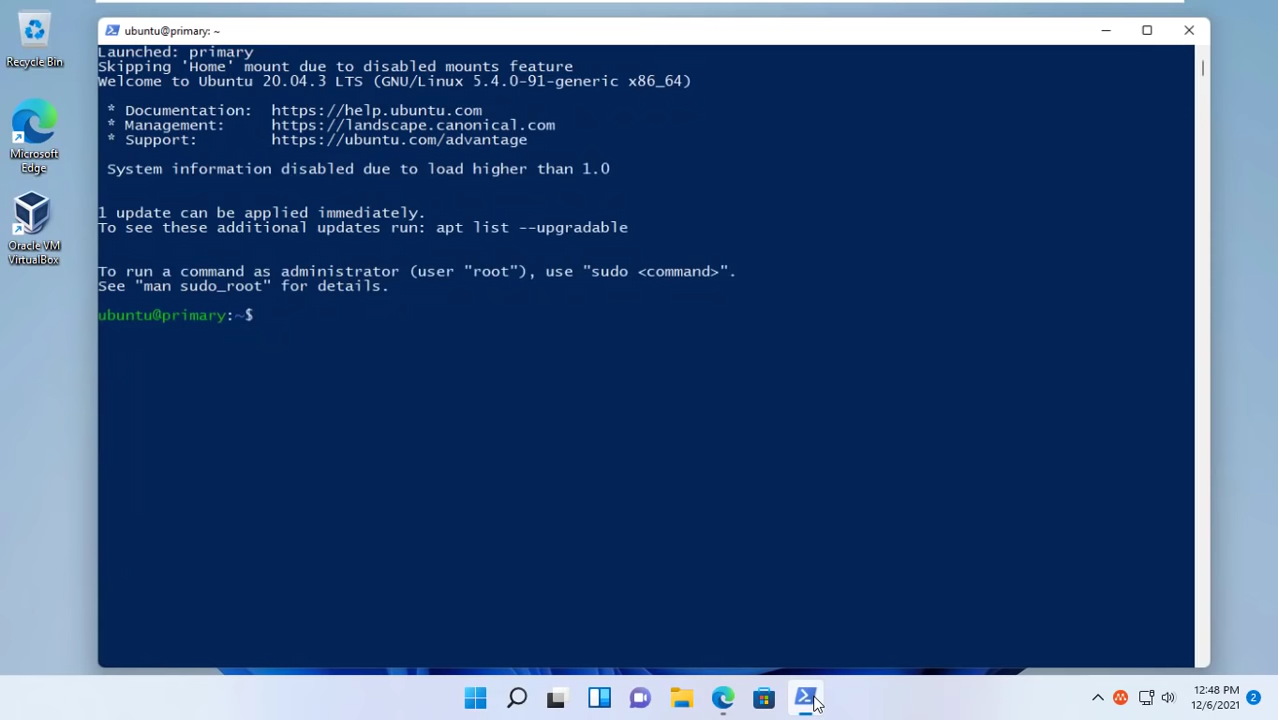 ubuntu@primary: ~
Launched: primary
Skipping 'Home' mount due to disabled mounts feature
Welcome to Ubuntu 20.04.3 LTS (GNU/Linux 5.4.0-91-generic x86_64)
* Documentation: https://help.ubuntu.com
* Management: https://landscape.canonical.com
* Support: https://ubuntu.com/advantage
System information disabled due to load higher than 1.0
1 update can be applied immediately.
To see these additional updates run: apt list --upgradable
To run a command as administrator (user "root"), use "sudo <command>".
See "man sudo_root" for details.
ubuntu@primary:~$
Recycle Bin
Microsoft
Edge
Oracle VM
VirtualBox
12:48 PM
12/6/2021
2